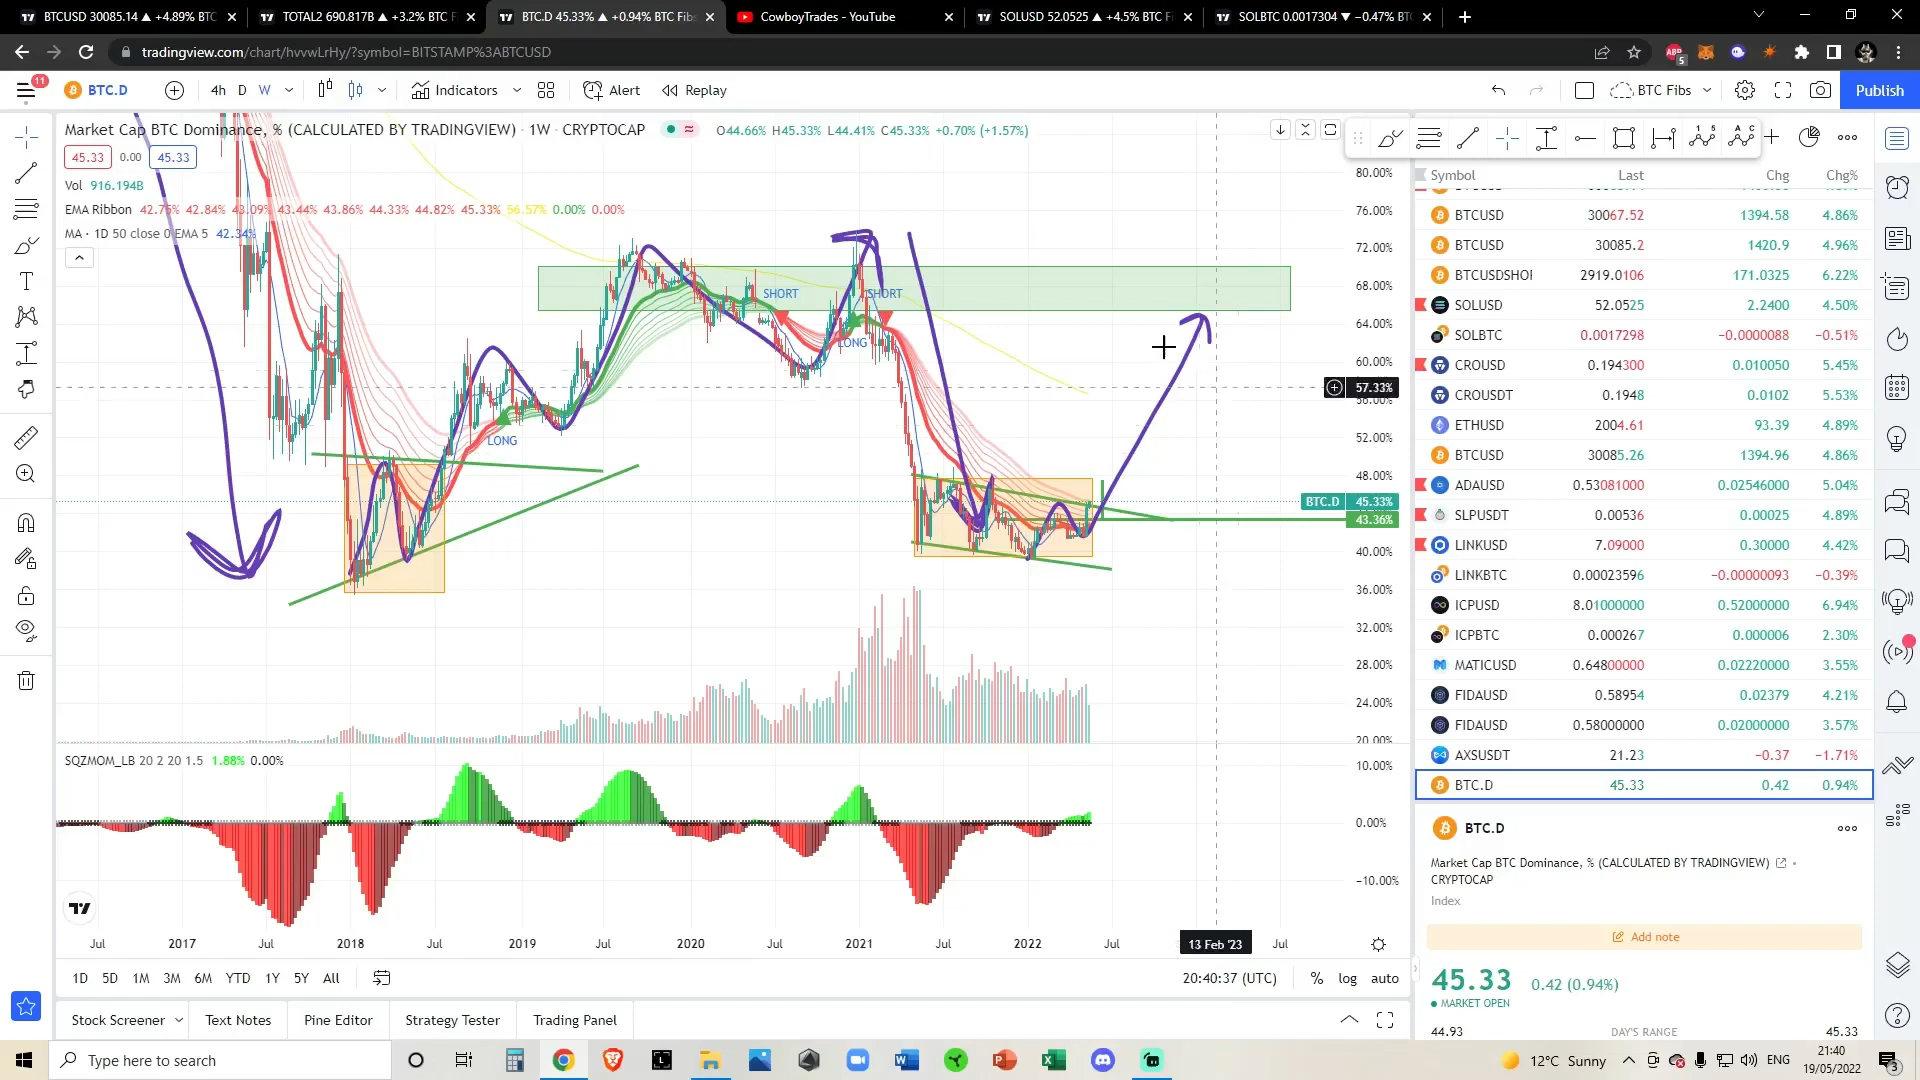 BTCUSD 30085.14 ▲ +4.89% BTC
TOTAL2 690.817B ▲ +3.2% BTC F
BTC.D 45.33% ▲ +0.94% BTC Fibs
CowboyTrades - YouTube
SOLUSD 52.0525 ▲ +4.5% BTC F
SOLBTC 0.0017304 ▼ −0.47% BTC
tradingview.com/chart/hvvwLrHy/?symbol=BITSTAMP%3ABTCUSD
ABP
5
11
BTC.D
4h D W
Indicators
Alert
Replay
BTC Fibs
Publish
Market Cap BTC Dominance, % (CALCULATED BY TRADINGVIEW) · 1W · CRYPTOCAP
O44.66% H45.33% L44.41% C45.33% +0.70% (+1.57%)
45.33 0.00 45.33
Vol 916.194B
EMA Ribbon 42.75% 42.84% 43.09% 43.44% 43.86% 44.33% 44.82% 45.33% 56.57% 0.00% 0.00%
MA · 1D 50 close 0 EMA 5 42.34%
SHORT
SHORT
LONG
LONG
80.00%
76.00%
72.00%
68.00%
64.00%
60.00%
57.33%
56.00%
52.00%
48.00%
BTC.D 45.33%
43.36%
40.00%
36.00%
32.00%
28.00%
24.00%
20.00%
SQZMOM_LB 20 2 20 1.5 1.88% 0.00%
10.00%
0.00%
−10.00%
Jul 2017 Jul 2018 Jul 2019 Jul 2020 Jul 2021 Jul 2022 Jul 13 Feb '23 Jul
1D 5D 1M 3M 6M YTD 1Y 5Y All
20:40:37 (UTC) % log auto
Stock Screener Text Notes Pine Editor Strategy Tester Trading Panel
Symbol Last Chg Chg%
BTCUSD 30067.52 1394.58 4.86%
BTCUSD 30085.2 1420.9 4.96%
BTCUSDSHOI 2919.0106 171.0325 6.22%
SOLUSD 52.0525 2.2400 4.50%
SOLBTC 0.0017298 −0.0000088 −0.51%
CROUSD 0.194300 0.010050 5.45%
CROUSDT 0.1948 0.0102 5.53%
ETHUSD 2004.61 93.39 4.89%
BTCUSD 30085.26 1394.96 4.86%
ADAUSD 0.53081000 0.02546000 5.04%
SLPUSDT 0.00536 0.00025 4.89%
LINKUSD 7.09000 0.30000 4.42%
LINKBTC 0.00023596 −0.00000093 −0.39%
ICPUSD 8.01000000 0.52000000 6.94%
ICPBTC 0.000267 0.000006 2.30%
MATICUSD 0.64800000 0.02220000 3.55%
FIDAUSD 0.58954 0.02379 4.21%
FIDAUSD 0.58000000 0.02000000 3.57%
AXSUSDT 21.23 −0.37 −1.71%
BTC.D 45.33 0.42 0.94%
BTC.D
Market Cap BTC Dominance, % (CALCULATED BY TRADINGVIEW)
CRYPTOCAP
Index
Add note
45.33 0.42 (0.94%)
MARKET OPEN
44.93 DAY'S RANGE 45.33
Type here to search
12°C Sunny
ENG
21:40
19/05/2022
3